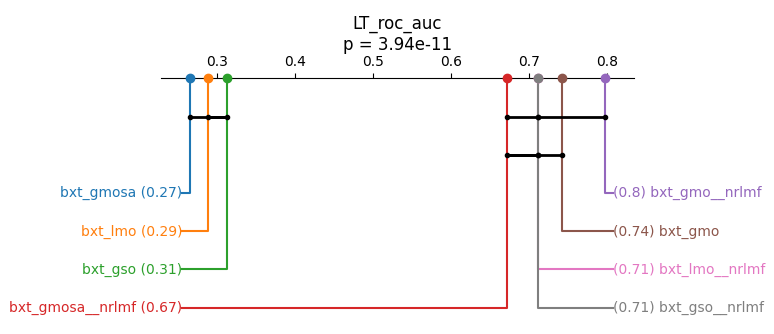 LT_roc_auc
p = 3.94e-11
0.3 0.4 0.5 0.6 0.7 0.8
bxt_gmosa (0.27) (0.8) bxt_gmo__nrlmf
bxt_lmo (0.29) (0.74) bxt_gmo
bxt_gso (0.31) (0.71) bxt_lmo__nrlmf
bxt_gmosa__nrlmf (0.67) (0.71) bxt_gso__nrlmf